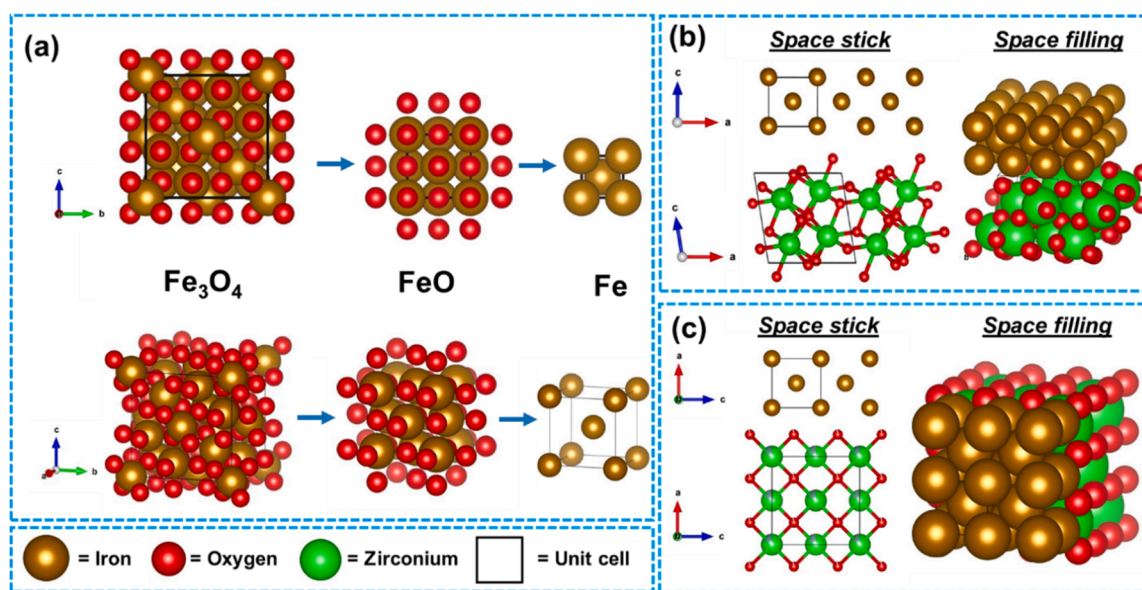 (a)
c
b
Fe₃O₄
FeO
Fe
c
a
b
= Iron
= Oxygen
= Zirconium
= Unit cell
(b)
Space stick
Space filling
c
a
c
a
(c)
Space stick
Space filling
a
c
a
c